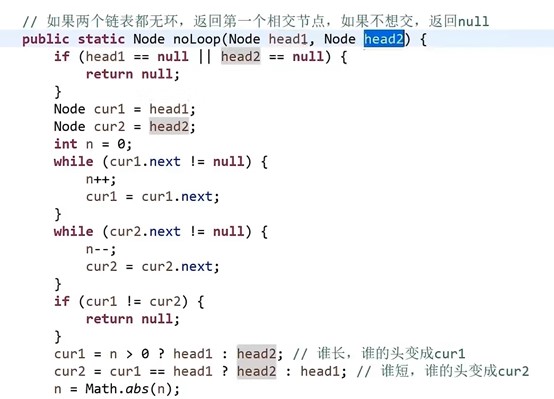 // 如果两个链表都无环，返回第一个相交节点，如果不想交，返回null
public static Node noLoop(Node head1, Node head2) {
if (head1 == null || head2 == null) {
return null;
}
Node cur1 = head1;
Node cur2 = head2;
int n = 0;
while (cur1.next != null) {
n++;
cur1 = cur1.next;
}
while (cur2.next != null) {
n--;
cur2 = cur2.next;
}
if (cur1 != cur2) {
return null;
}
cur1 = n > 0 ? head1 : head2; // 谁长，谁的头变成cur1
cur2 = cur1 == head1 ? head2 : head1; // 谁短，谁的头变成cur2
n = Math.abs(n);